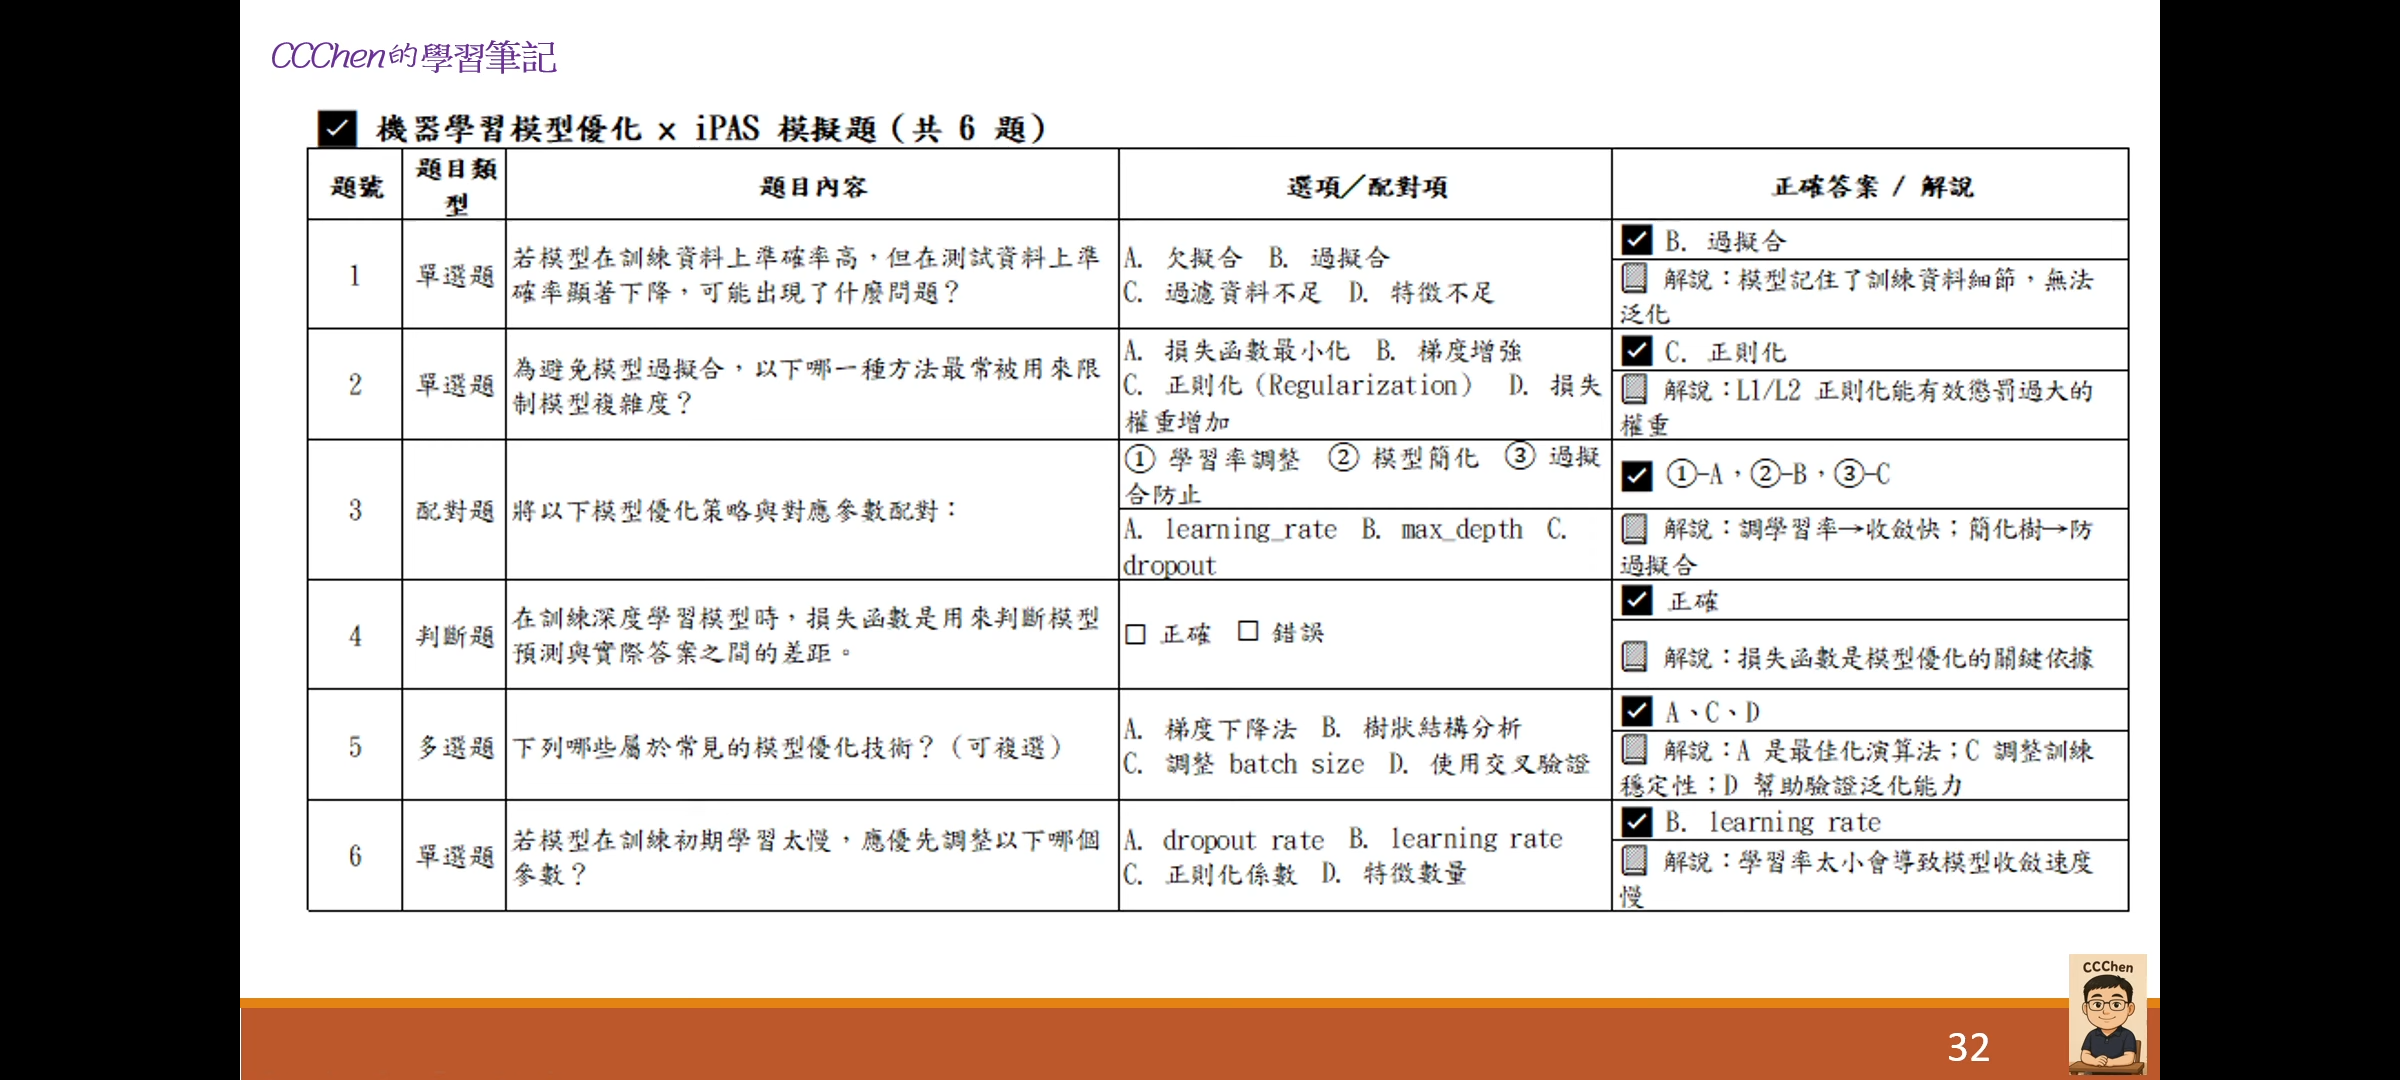 CCChen的學習筆記
機器學習模型優化 × iPAS 模擬題（共 6 題）
題號
題目類
型
題目內容
選項／配對項
正確答案 / 解說
1
單選題
若模型在訓練資料上準確率高，但在測試資料上準
確率顯著下降，可能出現了什麼問題？
A. 欠擬合 B. 過擬合
C. 過濾資料不足 D. 特徵不足
B. 過擬合
解說：模型記住了訓練資料細節，無法
泛化
2
單選題
為避免模型過擬合，以下哪一種方法最常被用來限
制模型複雜度？
A. 損失函數最小化 B. 梯度增強
C. 正則化（Regularization） D. 損失
權重增加
C. 正則化
解說：L1/L2 正則化能有效懲罰過大的
權重
3
配對題
將以下模型優化策略與對應參數配對：
① 學習率調整 ② 模型簡化 ③ 過擬
合防止
A. learning_rate B. max_depth C.
dropout
①-A，②-B，③-C
解說：調學習率→收斂快；簡化樹→防
過擬合
4
判斷題
在訓練深度學習模型時，損失函數是用來判斷模型
預測與實際答案之間的差距。
□ 正確 □ 錯誤
正確
解說：損失函數是模型優化的關鍵依據
5
多選題
下列哪些屬於常見的模型優化技術？（可複選）
A. 梯度下降法 B. 樹狀結構分析
C. 調整 batch size D. 使用交叉驗證
A、C、D
解說：A 是最佳化演算法；C 調整訓練
穩定性；D 幫助驗證泛化能力
6
單選題
若模型在訓練初期學習太慢，應優先調整以下哪個
參數？
A. dropout rate B. learning rate
C. 正則化係數 D. 特徵數量
B. learning rate
解說：學習率太小會導致模型收斂速度
慢
CCChen
32